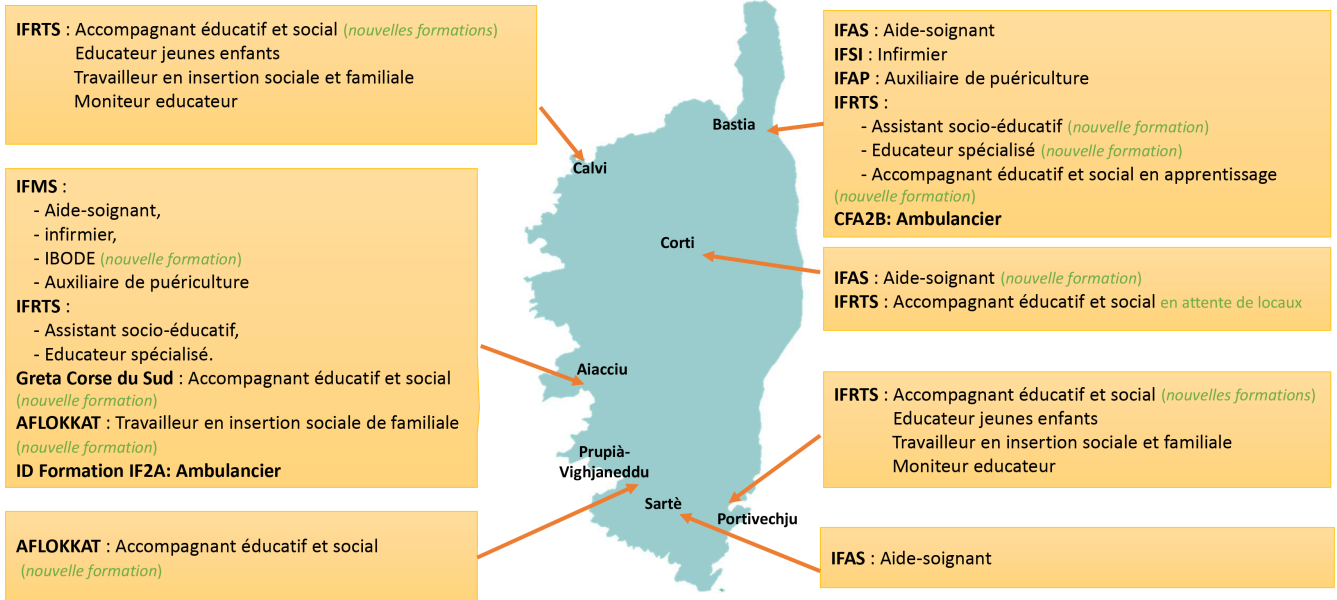 IFRTS : Accompagnant éducatif et social (nouvelles formations)
Educateur jeunes enfants
Travailleur en insertion sociale et familiale
Moniteur educateur
IFMS :
- Aide-soignant,
- infirmier,
- IBODE (nouvelle formation)
- Auxiliaire de puériculture
IFRTS :
- Assistant socio-éducatif,
- Educateur spécialisé.
Greta Corse du Sud : Accompagnant éducatif et social
(nouvelle formation)
AFLOKKAT : Travailleur en insertion sociale de familiale
(nouvelle formation)
ID Formation IF2A: Ambulancier
AFLOKKAT : Accompagnant éducatif et social
(nouvelle formation)
Bastia
Calvi
Corti
Aiacciu
Prupià-
Vighjaneddu
Sartè
Portivechju
IFAS : Aide-soignant
IFSI : Infirmier
IFAP : Auxiliaire de puériculture
IFRTS :
- Assistant socio-éducatif (nouvelle formation)
- Educateur spécialisé (nouvelle formation)
- Accompagnant éducatif et social en apprentissage
(nouvelle formation)
CFA2B: Ambulancier
IFAS : Aide-soignant (nouvelle formation)
IFRTS : Accompagnant éducatif et social en attente de locaux
IFRTS : Accompagnant éducatif et social (nouvelles formations)
Educateur jeunes enfants
Travailleur en insertion sociale et familiale
Moniteur educateur
IFAS : Aide-soignant